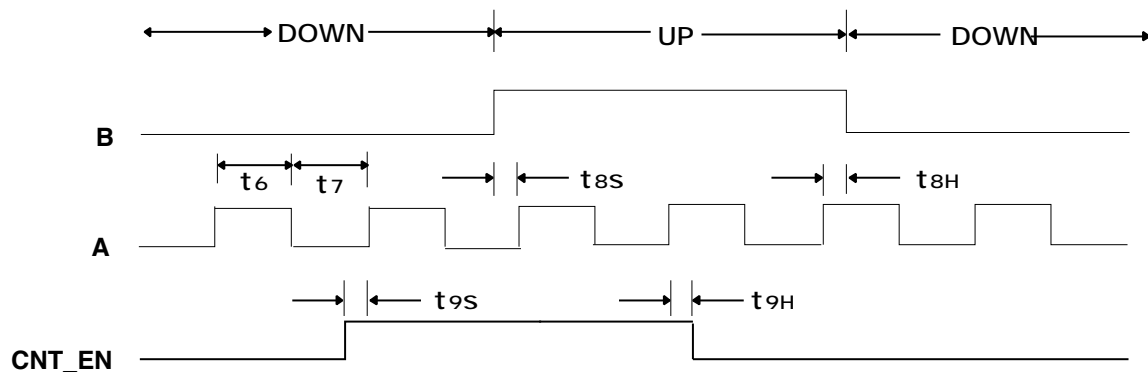 DOWN UP DOWN
B
t6 t7 t8S t8H
A
t9S t9H
CNT_EN